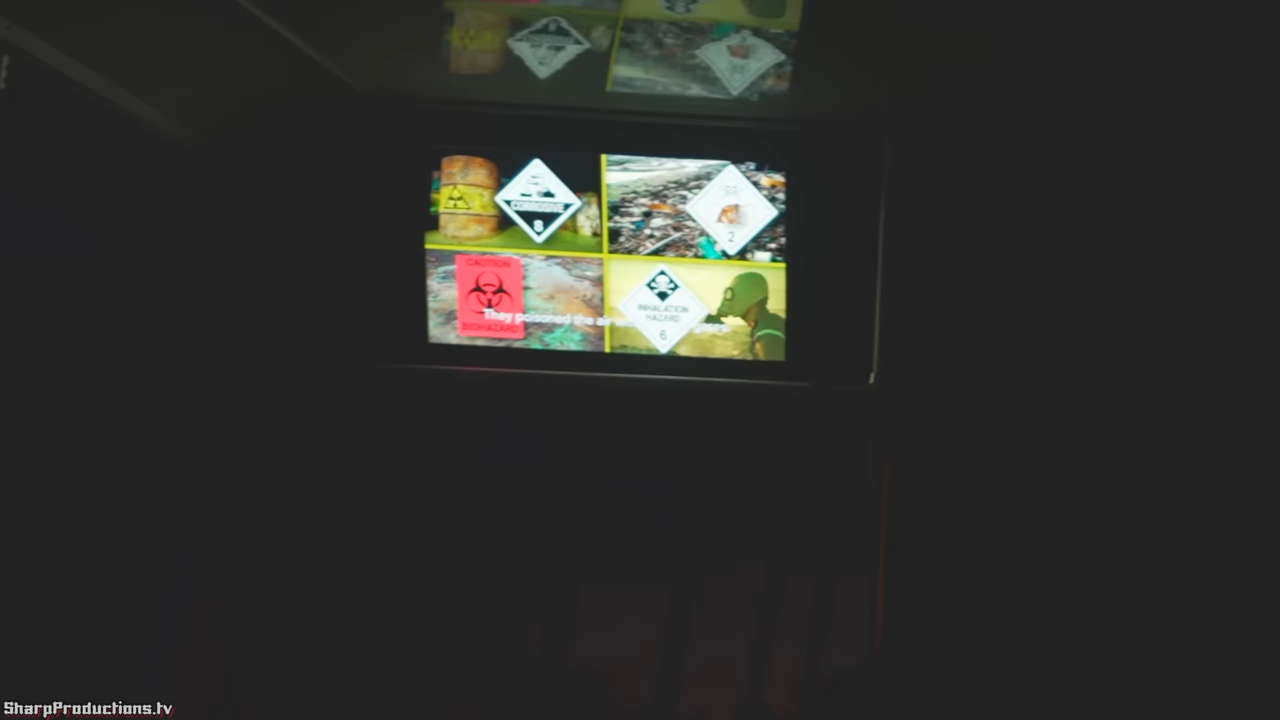 CORROSIVE
8
2
CAUTION
BIOHAZARD
They poisoned the air
INHALATION
HAZARD
6
SharpProductions.tv